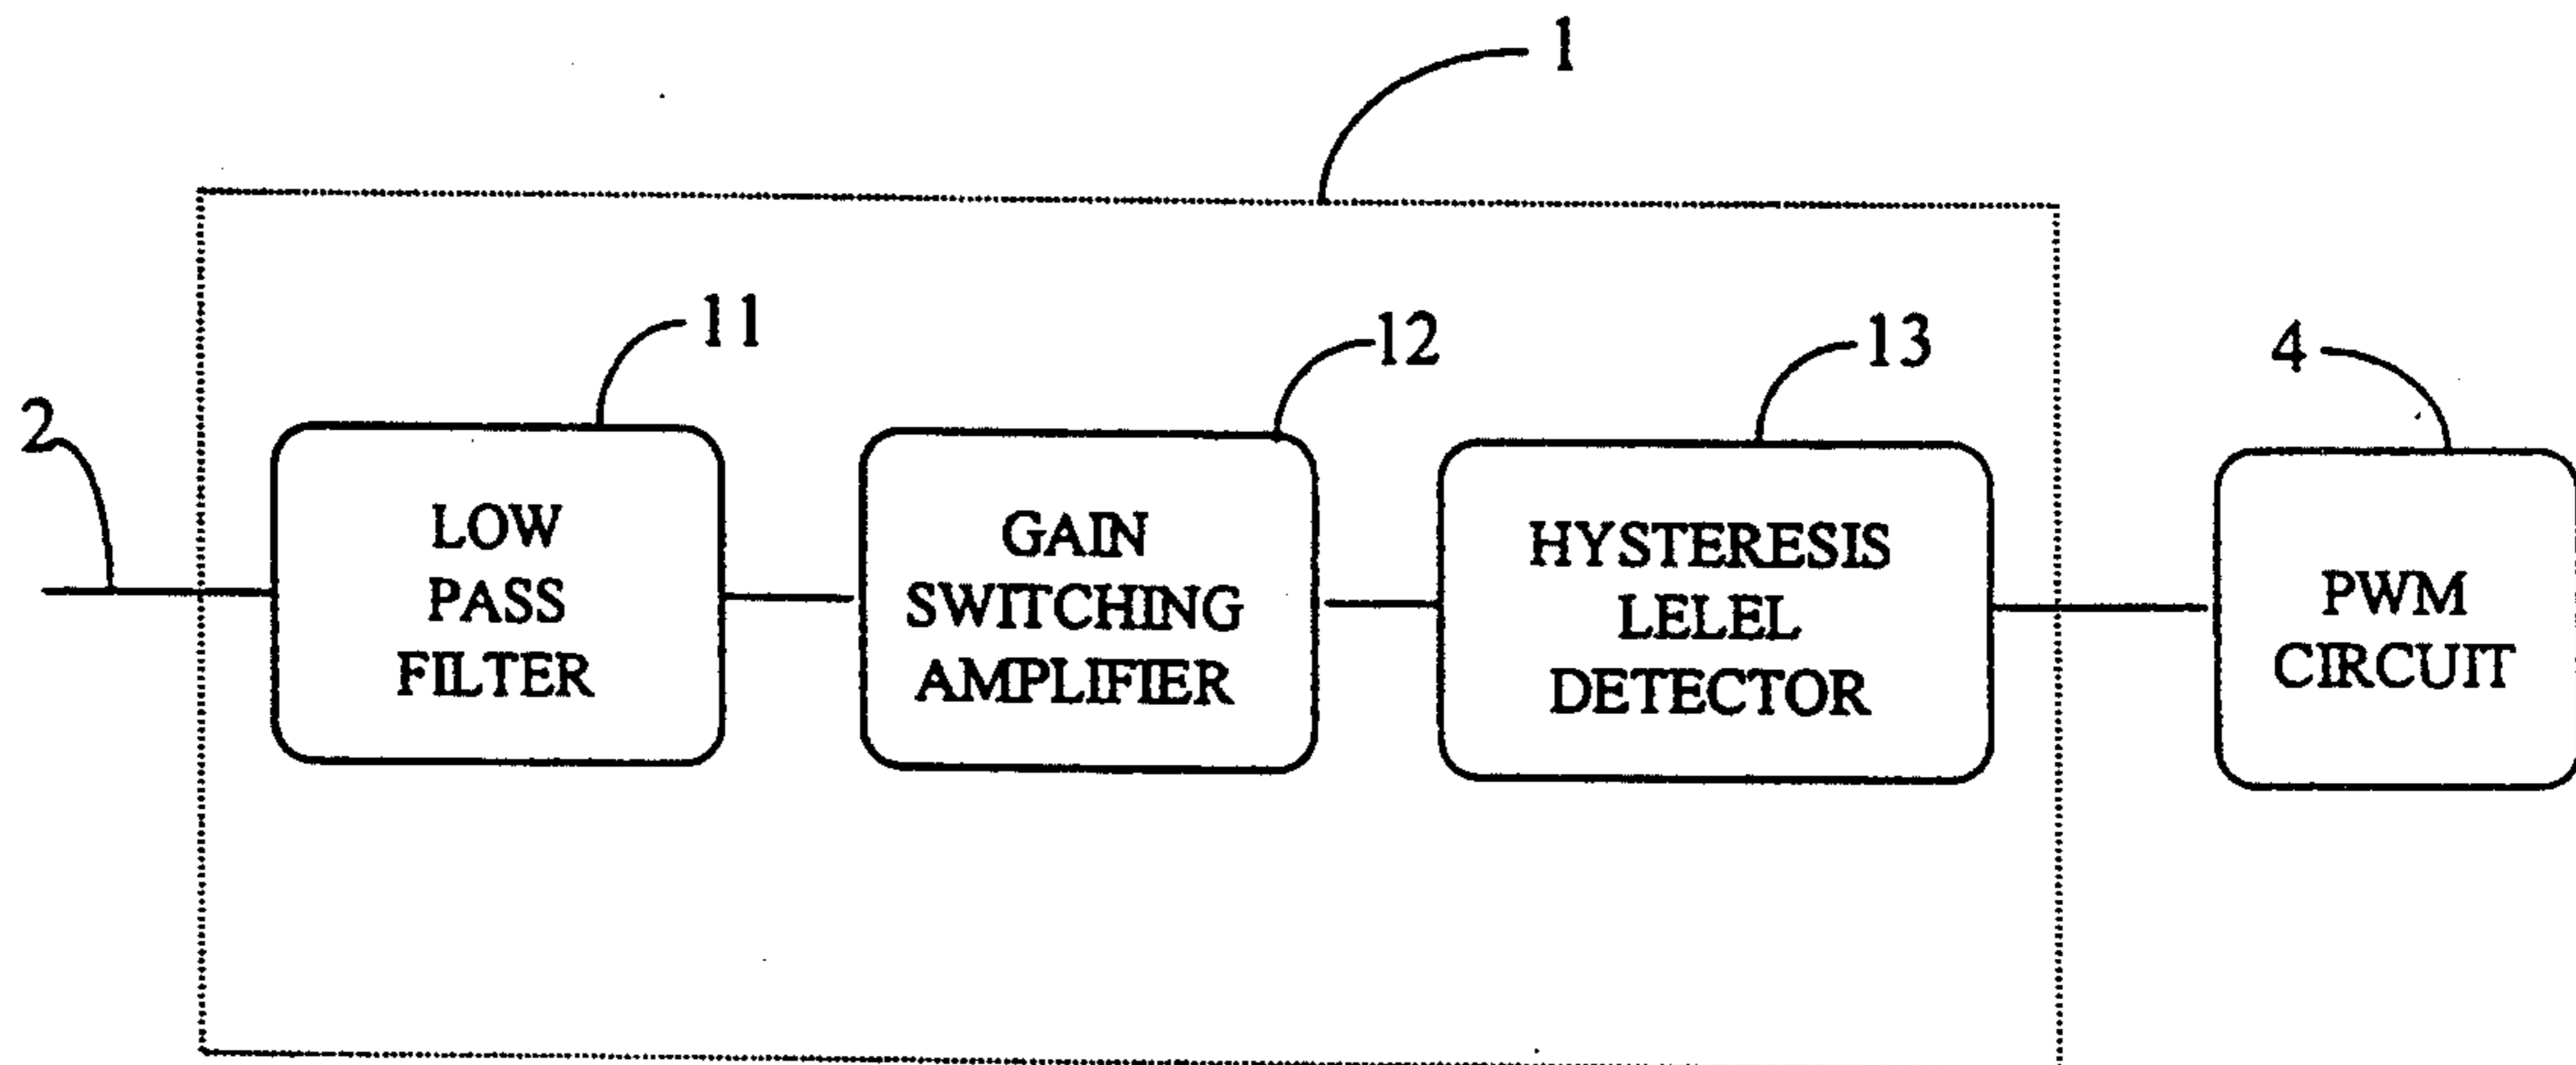 1
11
12
13
4
2
LOW
PASS
FILTER
GAIN
SWITCHING
AMPLIFIER
HYSTERESIS
LELEL
DETECTOR
PWM
CIRCUIT